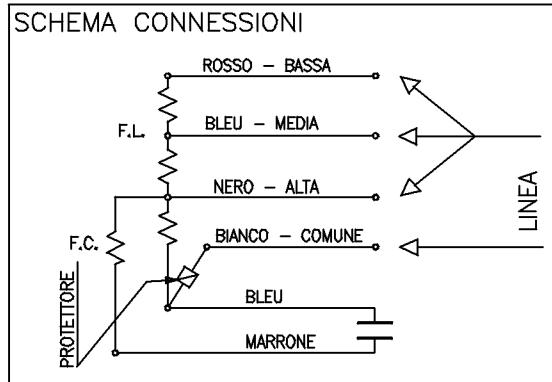 SCHEMA CONNESSIONI
ROSSO - BASSA
F.L.
BLEU - MEDIA
NERO - ALTA
LINEA
F.C.
BIANCO - COMUNE
PROTETTORE
BLEU
MARRONE